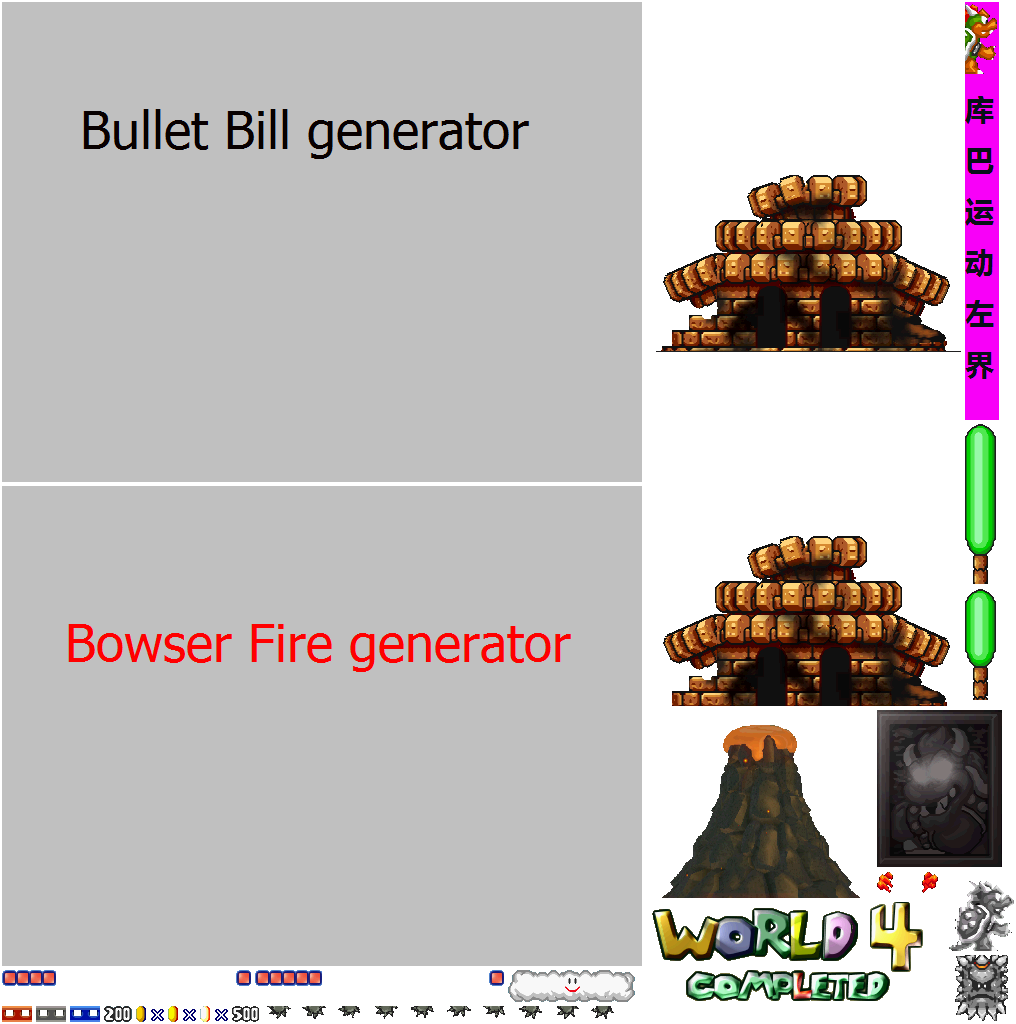 Bullet Bill generator
库巴运动左界
Bowser Fire generator
WORLD 4
COMPLETED
200 x x x 500